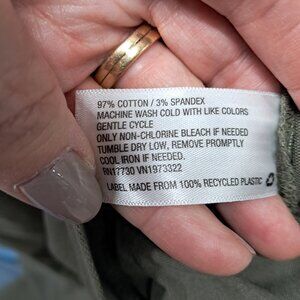 97% COTTON / 3% SPANDEX
MACHINE WASH COLD WITH LIKE COLORS
GENTLE CYCLE
ONLY NON-CHLORINE BLEACH IF NEEDED
TUMBLE DRY LOW, REMOVE PROMPTLY
COOL IRON IF NEEDED.
RN17730 VN1973322
LABEL MADE FROM 100% RECYCLED PLASTIC